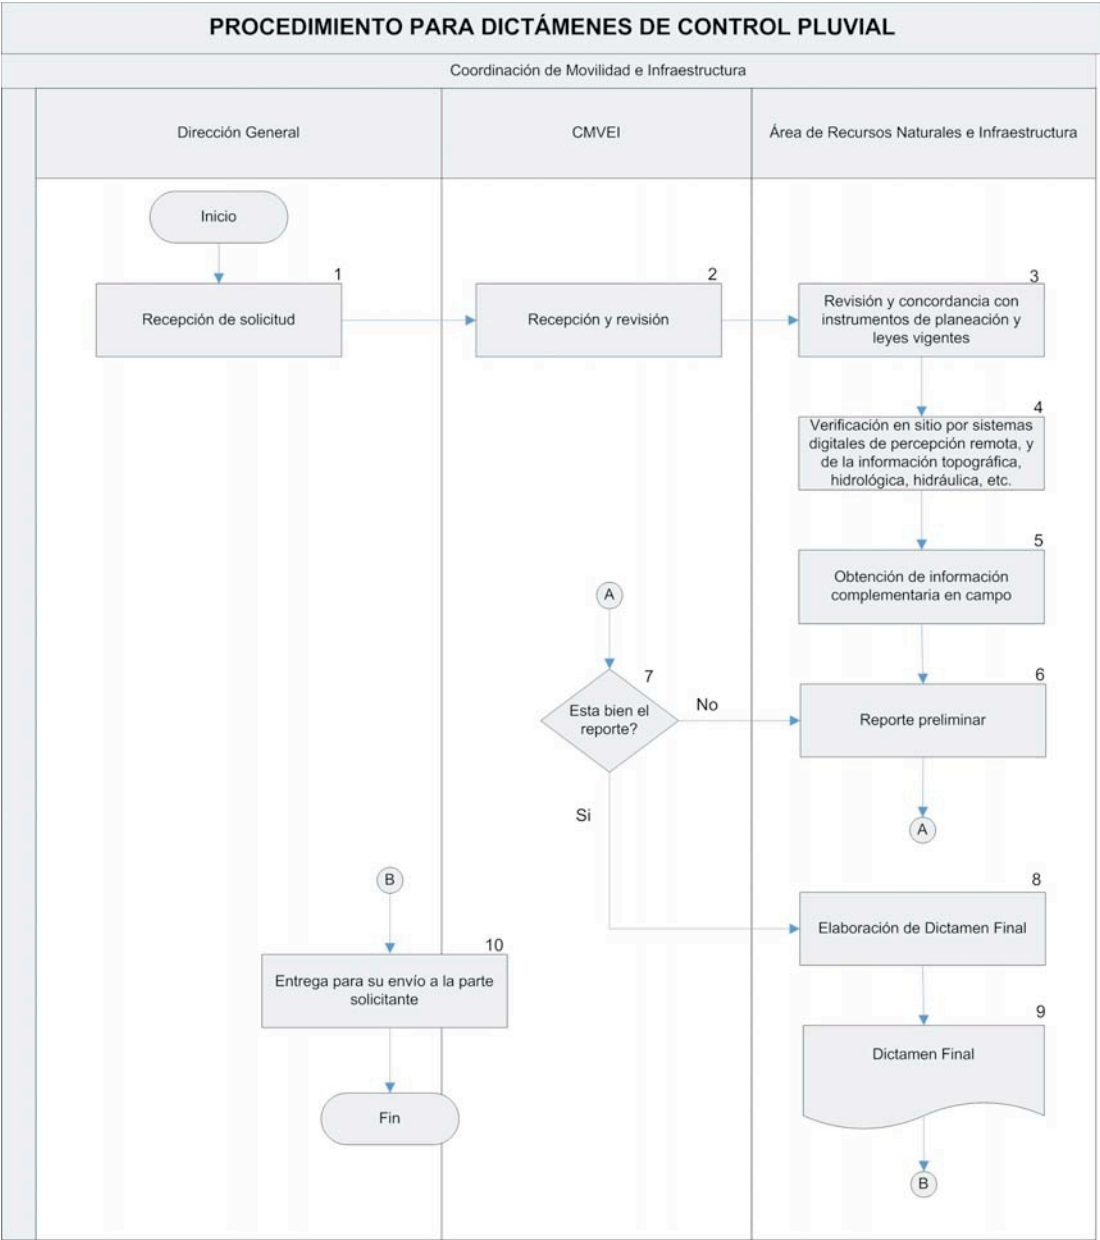 PROCEDIMIENTO PARA DICTÁMENES DE CONTROL PLUVIAL
Coordinación de Movilidad e Infraestructura
Dirección General
CMVEI
Área de Recursos Naturales e Infraestructura
Inicio
1
Recepción de solicitud
2
Recepción y revisión
3
Revisión y concordancia con
instrumentos de planeación y
leyes vigentes
4
Verificación en sitio por sistemas
digitales de percepción remota, y
de la información topográfica,
hidrológica, hidráulica, etc.
5
Obtención de información
complementaria en campo
6
Reporte preliminar
A
A
7
Esta bien el
reporte?
No
Si
8
Elaboración de Dictamen Final
9
Dictamen Final
B
B
10
Entrega para su envío a la parte
solicitante
Fin